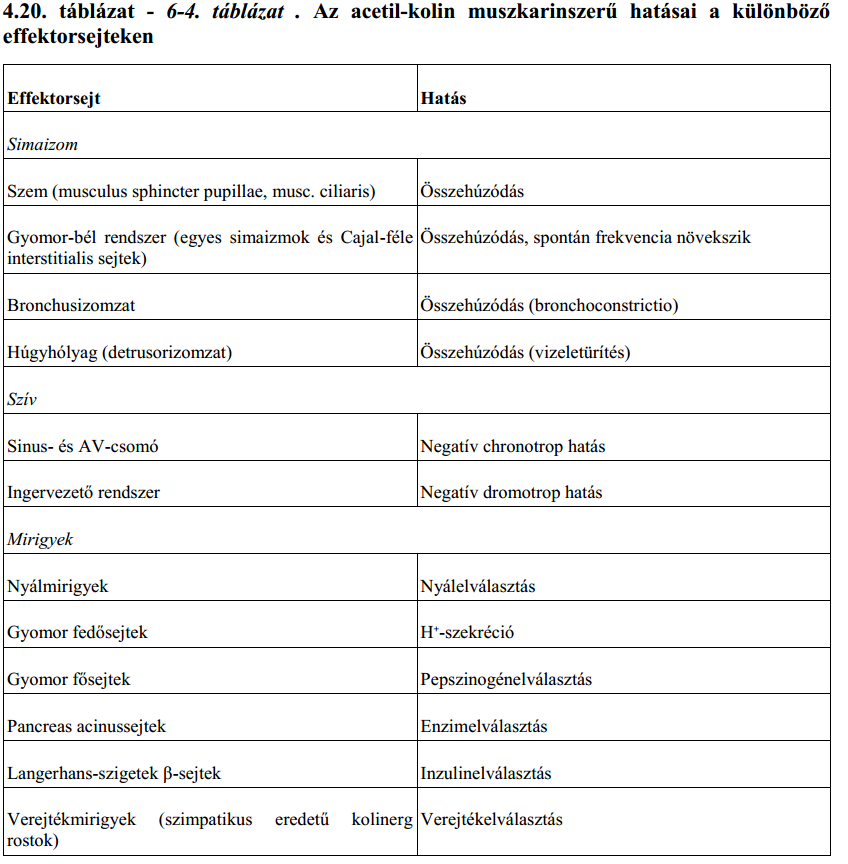 4.20. táblázat - 6-4. táblázat . Az acetil-kolin muszkarinszerű hatásai a különböző
effektorsejteken
Effektorsejt Hatás
Simaizom
Szem (musculus sphincter pupillae, musc. ciliaris) Összehúzódás
Gyomor-bél rendszer (egyes simaizmok és Cajal-féle Összehúzódás, spontán frekvencia növekszik
interstitialis sejtek)
Bronchusizomzat Összehúzódás (bronchoconstrictio)
Húgyhólyag (detrusorizomzat) Összehúzódás (vizeletürítés)
Szív
Sinus- és AV-csomó Negatív chronotrop hatás
Ingervezető rendszer Negatív dromotrop hatás
Mirigyek
Nyálmirigyek Nyálelválasztás
Gyomor fedősejtek H⁺-szekréció
Gyomor fősejtek Pepszinogénelválasztás
Pancreas acinussejtek Enzimelválasztás
Langerhans-szigetek β-sejtek Inzulinelválasztás
Verejtékmirigyek (szimpatikus eredetű kolinerg Verejtékelválasztás
rostok)